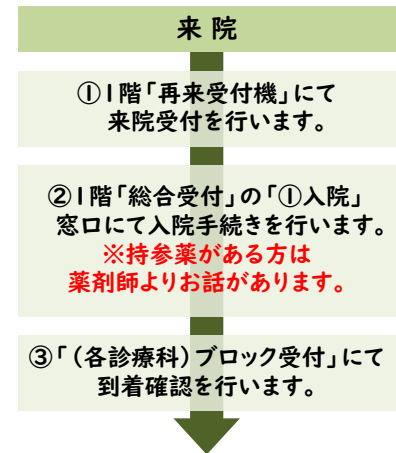 来 院
①1階「再来受付機」にて
来院受付を行います。
②1階「総合受付」の「①入院」
窓口にて入院手続きを行います。
※持参薬がある方は
薬剤師よりお話があります。
③「（各診療科）ブロック受付」にて
到着確認を行います。